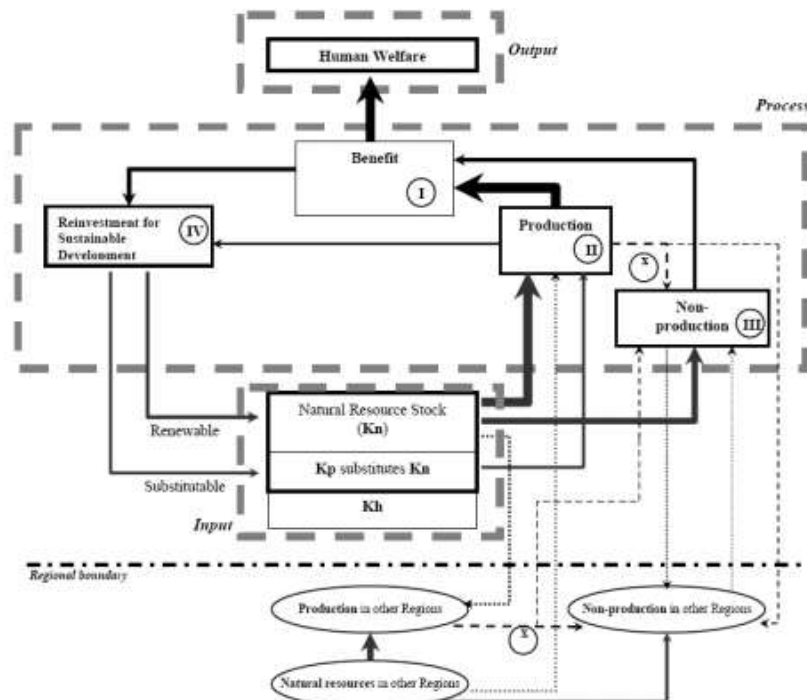 Human Welfare
Output
Process
Benefit
I
Reinvestment for
Sustainable
Development
IV
Production
II
x
Non-
production
III
Natural Resource Stock
(Kn)
Renewable
Kp substitutes Kn
Substitutable
Kh
Input
Regional boundary
Production in other Regions
Non-production in other Regions
x
Natural resources in other Regions